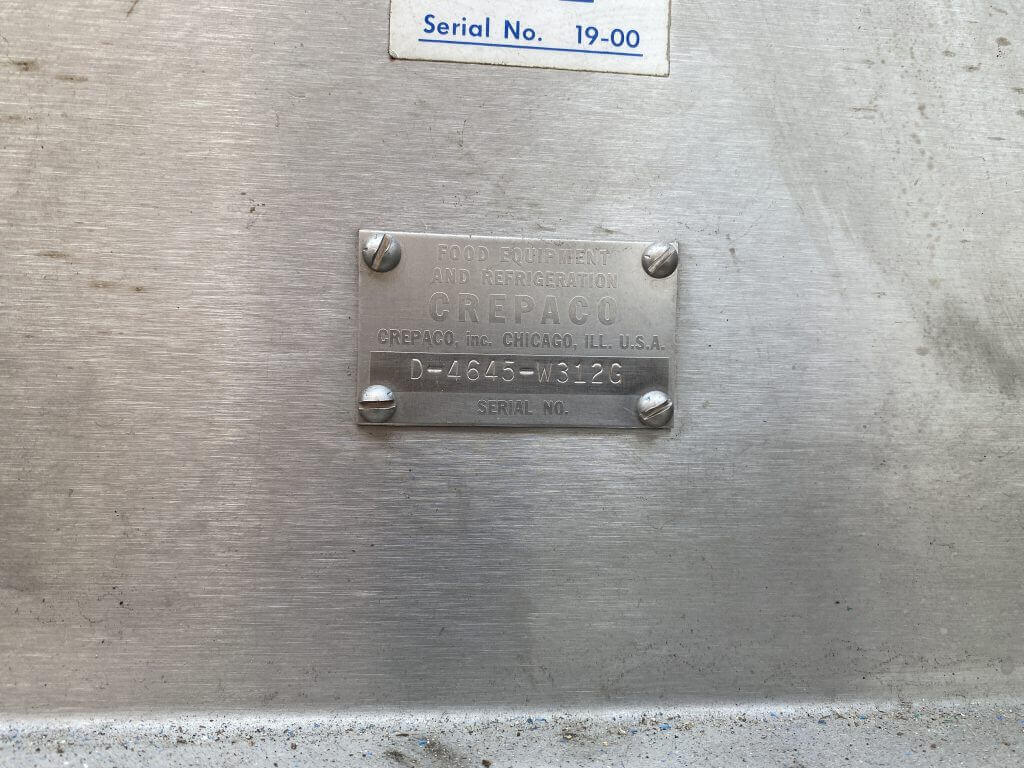 Serial No. 19-00
FOOD EQUIPMENT
AND REFRIGERATION
CREPACO
CREPACO, inc. CHICAGO, ILL. U.S.A.
D-4645-W312G
SERIAL NO.